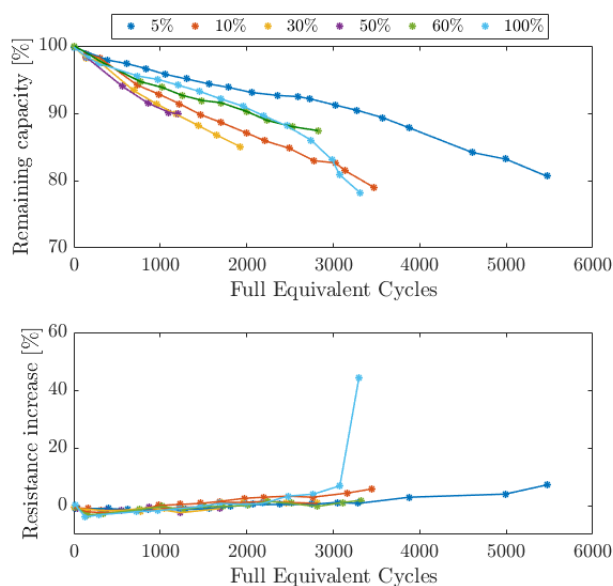 5% 10% 30% 50% 60% 100%
Remaining capacity [%]
100
90
80
70
0 1000 2000 3000 4000 5000 6000
Full Equivalent Cycles
Resistance increase [%]
60
40
20
0
0 1000 2000 3000 4000 5000 6000
Full Equivalent Cycles